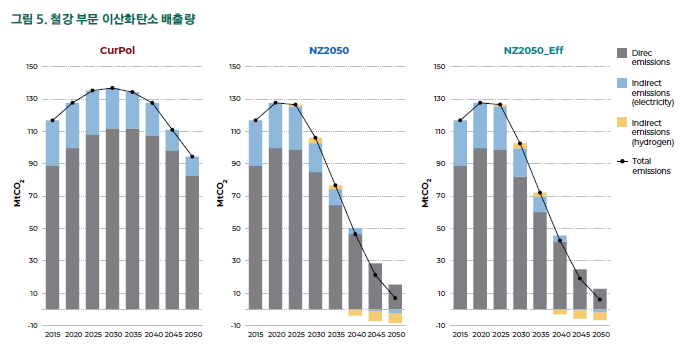 그림 5. 철강 부문 이산화탄소 배출량
CurPol
NZ2050
NZ2050_Eff
MtCO2
150
130
110
90
70
50
30
10
-10
2015 2020 2025 2030 2035 2040 2045 2050
MtCO2
150
130
110
90
70
50
30
10
-10
2015 2020 2025 2030 2035 2040 2045 2050
MtCO2
150
130
110
90
70
50
30
10
-10
2015 2020 2025 2030 2035 2040 2045 2050
Direc
emissions
Indirect
emissions
(electricity)
Indirect
emissions
(hydrogen)
Total
emissions